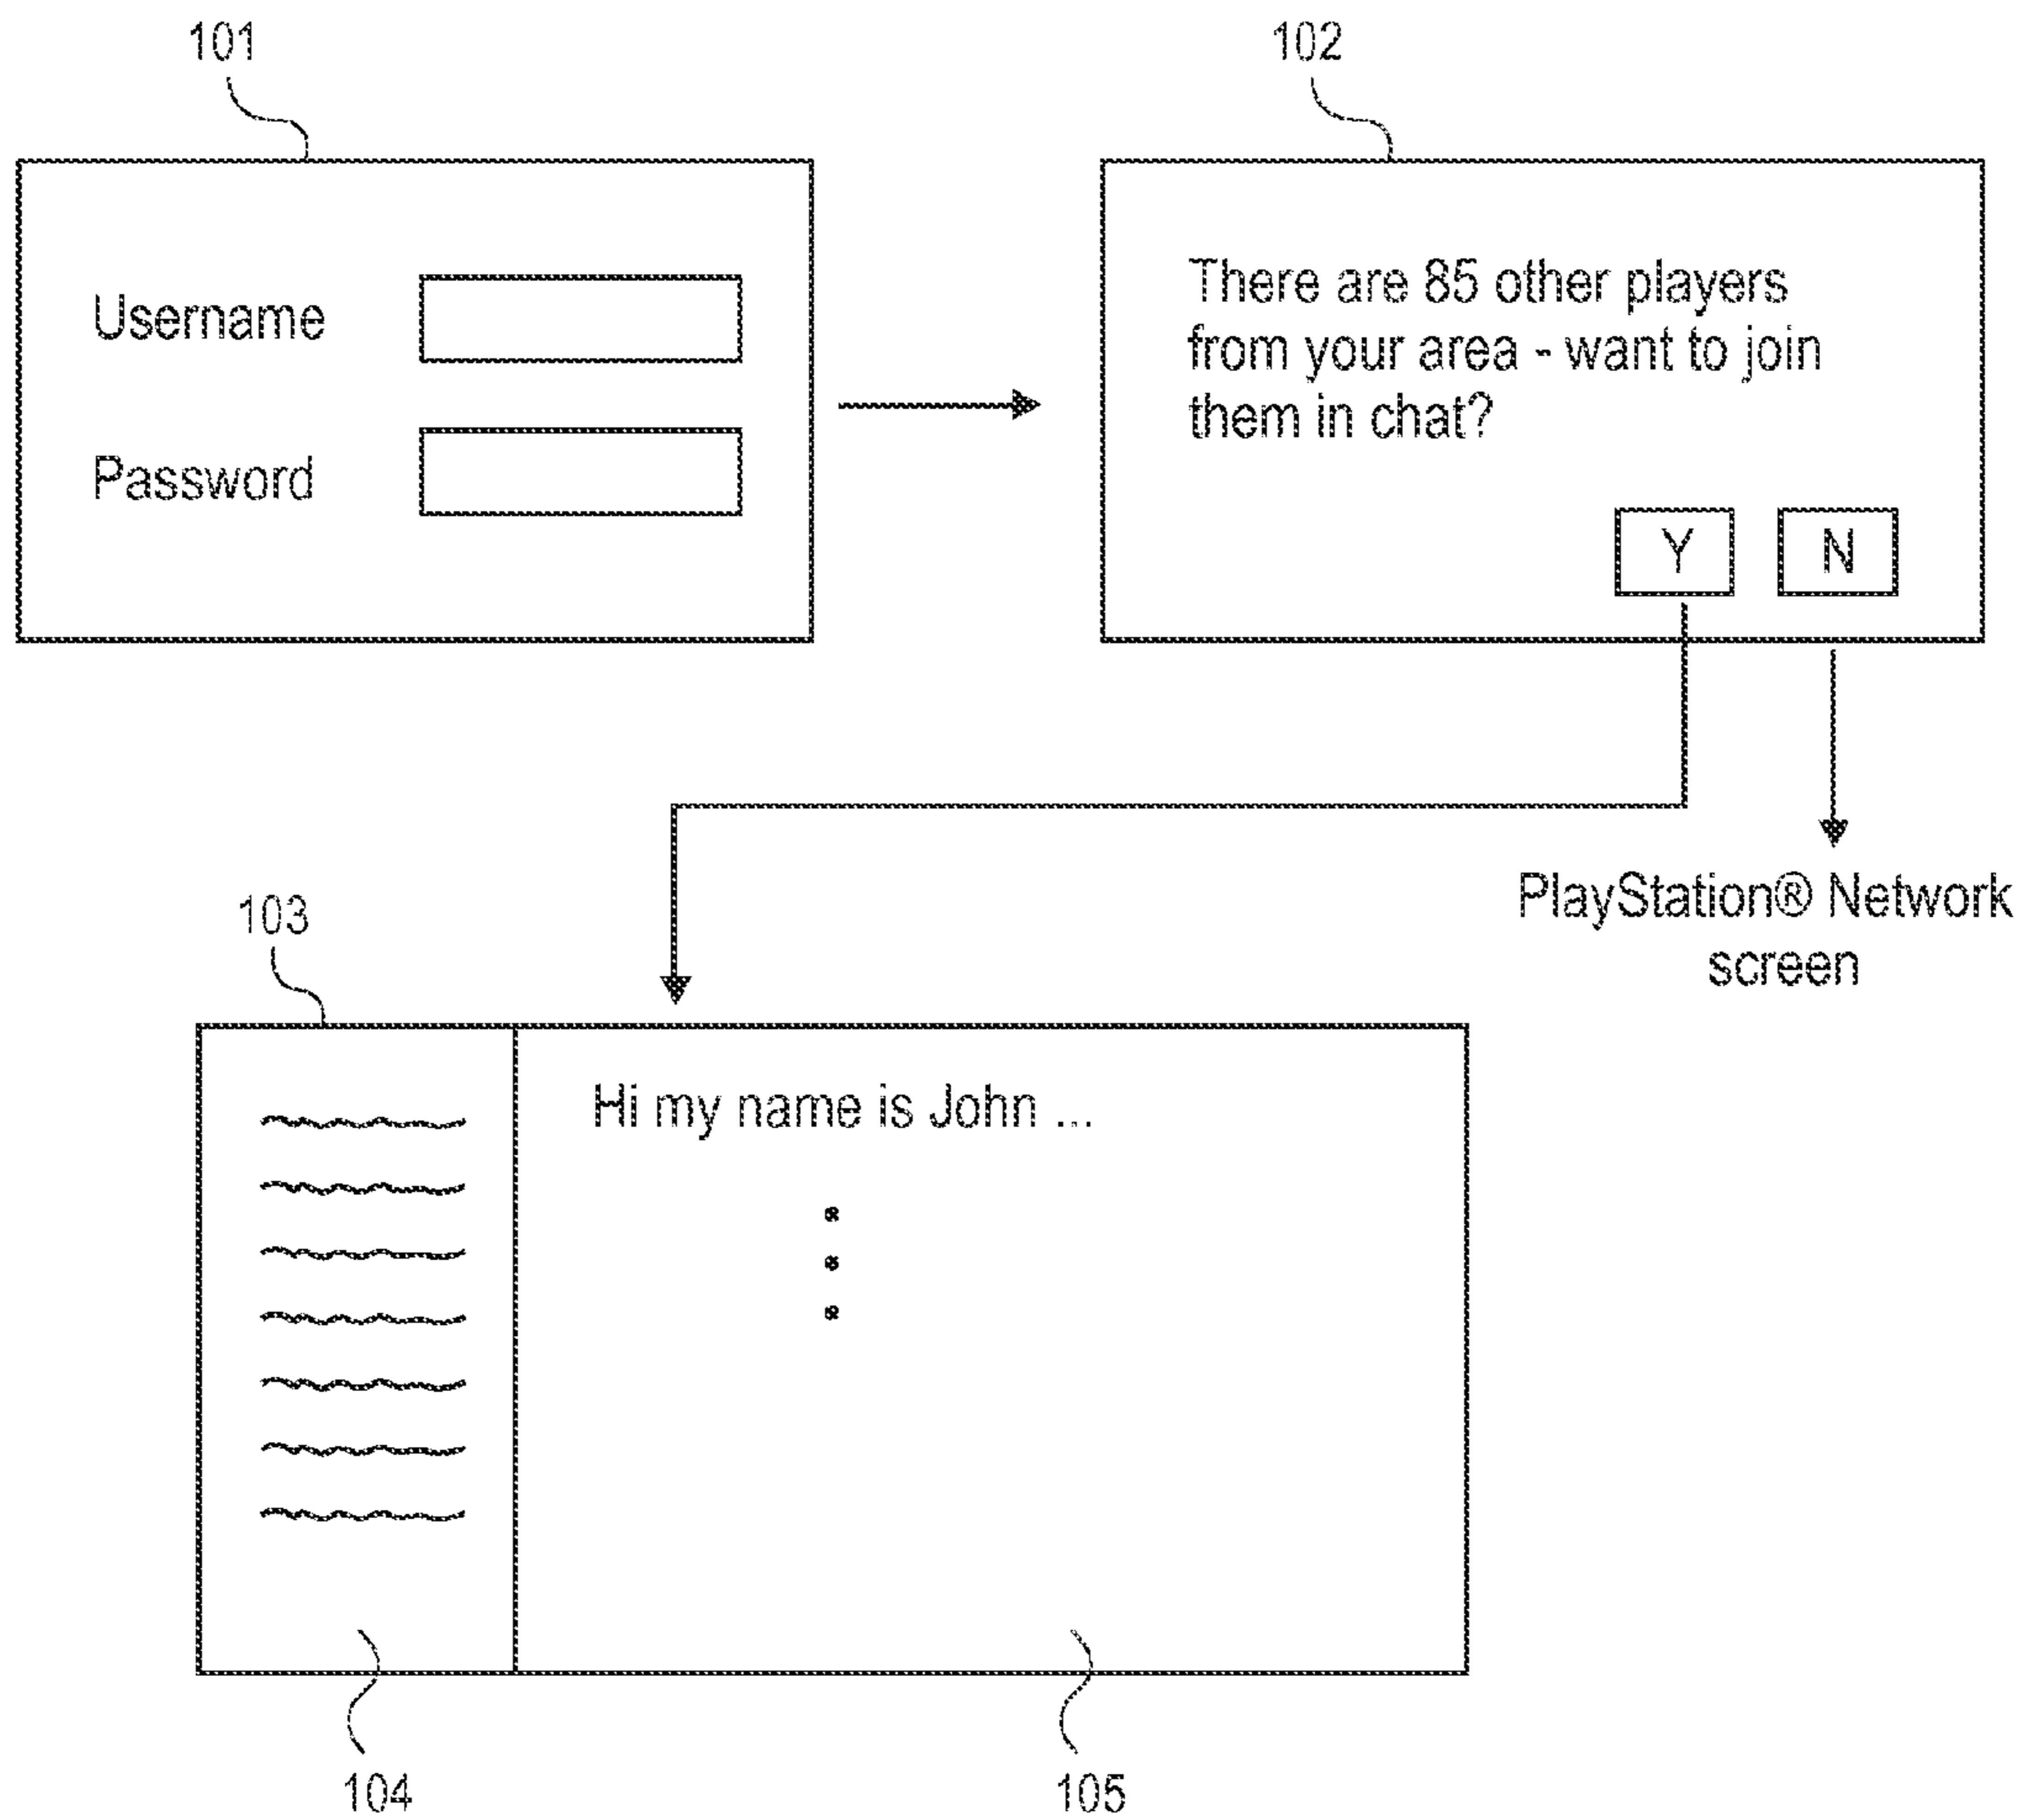 101
102
Username
Password
There are 85 other players
from your area - want to join
them in chat?
Y N
PlayStation® Network
screen
103
Hi my name is John ...
104
105